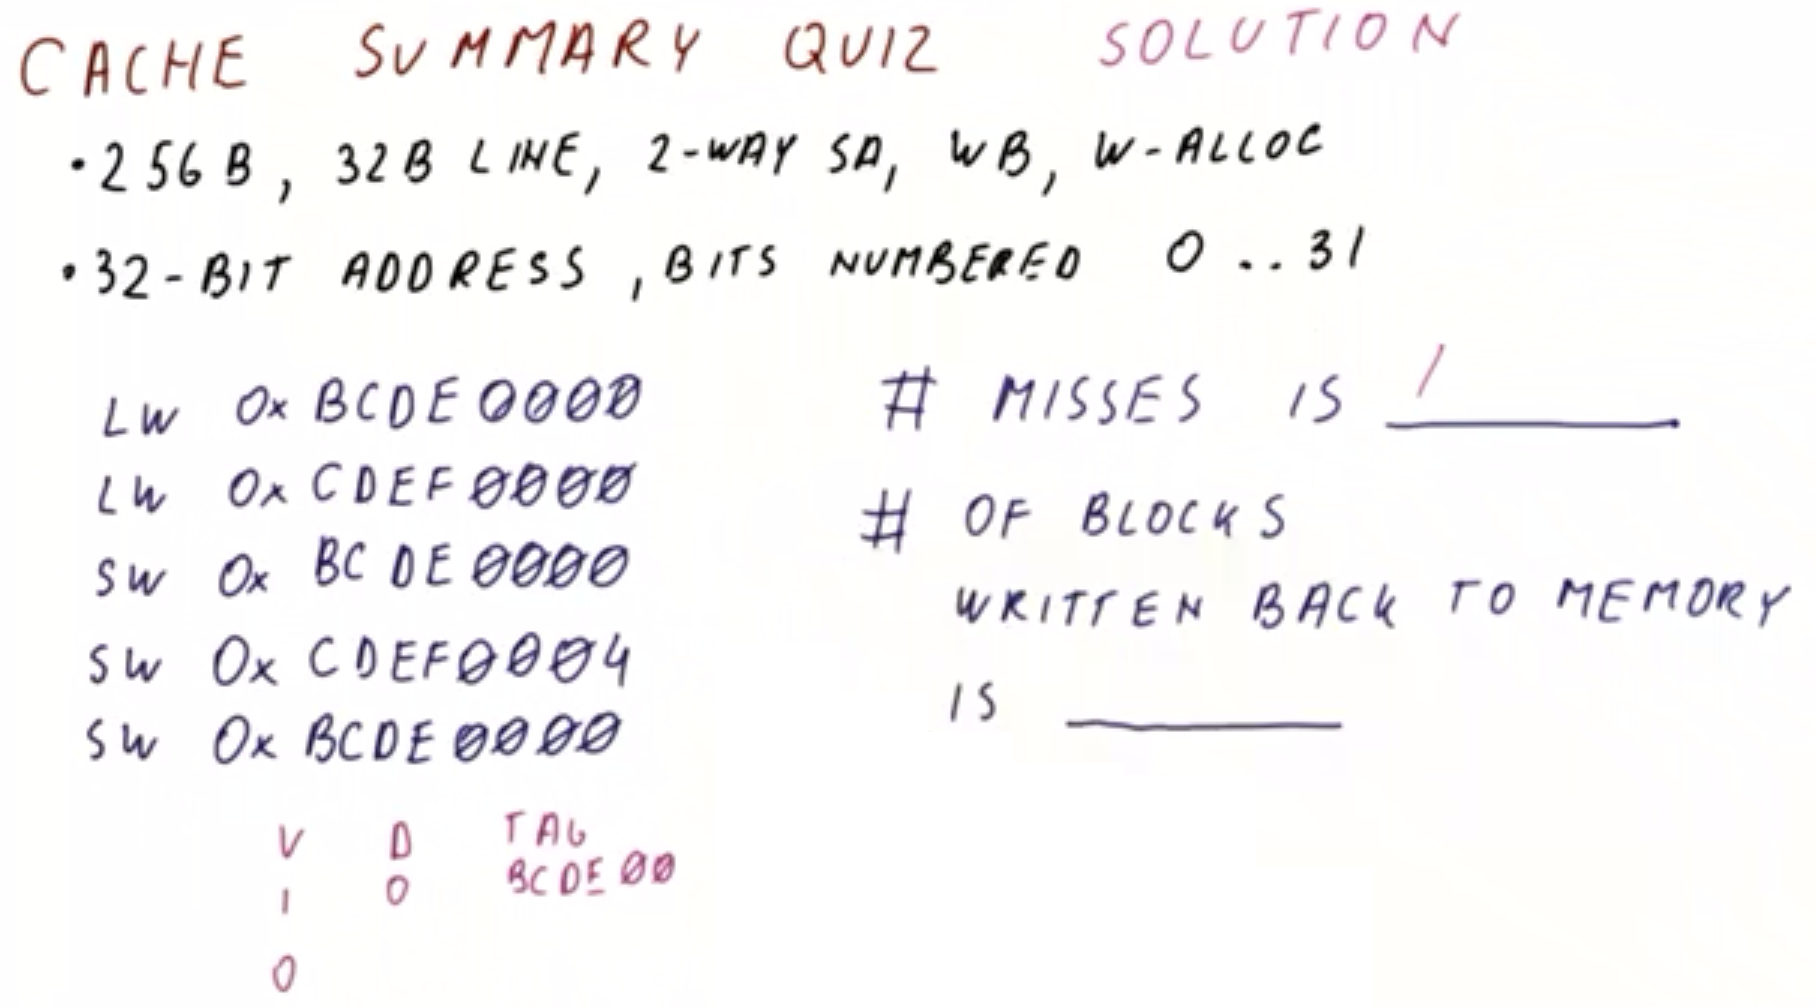 CACHE SUMMARY QUIZ SOLUTION
• 256B, 32B LINE, 2-WAY SA, WB, W-ALLOC
• 32-BIT ADDRESS, BITS NUMBERED 0..31
LW 0xBCDE0000
LW 0xCDEF0000
SW 0xBCDE0000
SW 0xCDEF0004
SW 0xBCDE0000
# MISSES IS 1
# OF BLOCKS
WRITTEN BACK TO MEMORY
IS
V D TAG
1 0 BCDE00
0